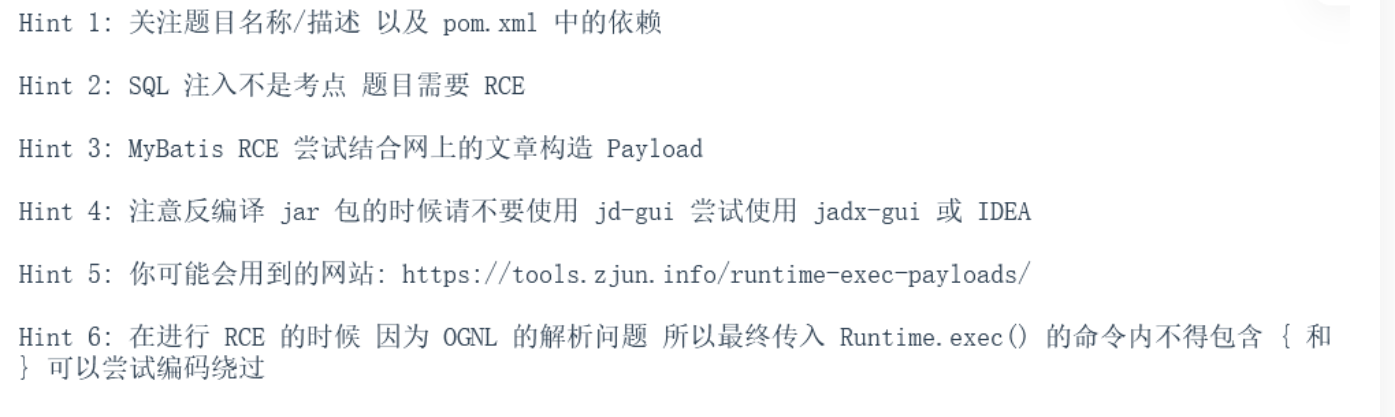 Hint 1: 关注题目名称/描述 以及 pom.xml 中的依赖
Hint 2: SQL 注入不是考点 题目需要 RCE
Hint 3: MyBatis RCE 尝试结合网上的文章构造 Payload
Hint 4: 注意反编译 jar 包的时候请不要使用 jd-gui 尝试使用 jadx-gui 或 IDEA
Hint 5: 你可能会用到的网站: https://tools.zjun.info/runtime-exec-payloads/
Hint 6: 在进行 RCE 的时候 因为 OGNL 的解析问题 所以最终传入 Runtime.exec() 的命令内不得包含 { 和
} 可以尝试编码绕过